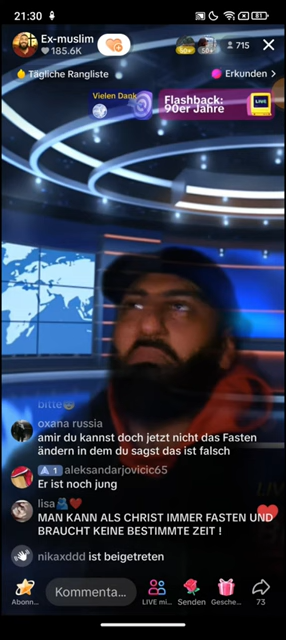 21:30
81
Ex-muslim
185.6K
50+
50+
715
Tägliche Rangliste
Erkunden >
Vielen Dank
Flashback:
90er Jahre
LIVE
bitte
oxana russia
amir du kannst doch jetzt nicht das Fasten
ändern in dem du sagst das ist falsch
1 aleksandarjovicic65
Er ist noch jung
lisa
MAN KANN ALS CHRIST IMMER FASTEN UND
BRAUCHT KEINE BESTIMMTE ZEIT !
nikaxddd ist beigetreten
Abonn...
Kommenta...
LIVE mi...
Senden
Gesche...
73